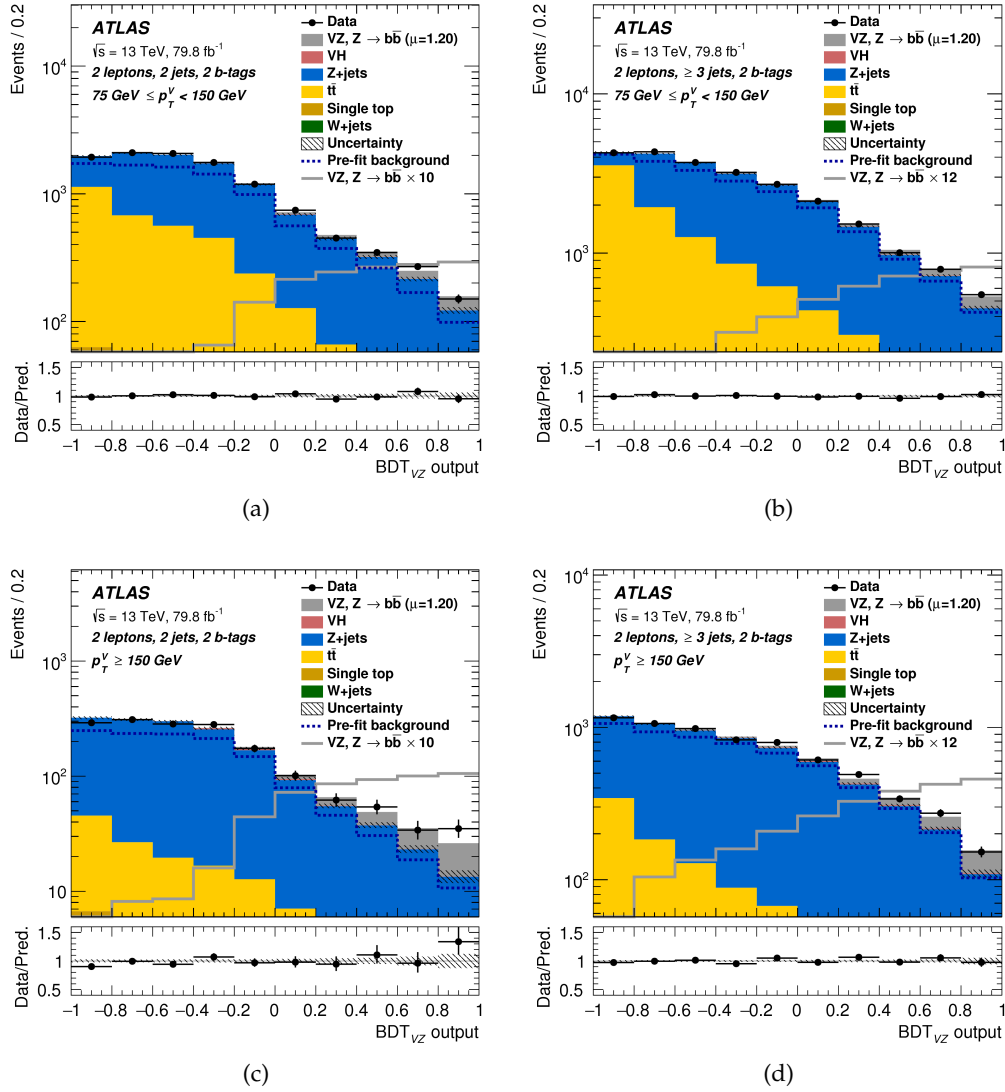 ATLAS
√s = 13 TeV, 79.8 fb⁻¹
2 leptons, 2 jets, 2 b-tags
75 GeV ≤ p_T^V < 150 GeV
Data
VZ, Z → bb̅ (μ=1.20)
VH
Z+jets
tt̅
Single top
W+jets
Uncertainty
Pre-fit background
VZ, Z → bb̅ × 10
Events / 0.2
10⁴
10³
10²
Data/Pred.
1.5
1
0.5
−1 −0.8 −0.6 −0.4 −0.2 0 0.2 0.4 0.6 0.8 1
BDT_VZ output
(a)
ATLAS
√s = 13 TeV, 79.8 fb⁻¹
2 leptons, ≥ 3 jets, 2 b-tags
75 GeV ≤ p_T^V < 150 GeV
Data
VZ, Z → bb̅ (μ=1.20)
VH
Z+jets
tt̅
Single top
W+jets
Uncertainty
Pre-fit background
VZ, Z → bb̅ × 12
Events / 0.2
10⁴
10³
Data/Pred.
1.5
1
0.5
−1 −0.8 −0.6 −0.4 −0.2 0 0.2 0.4 0.6 0.8 1
BDT_VZ output
(b)
ATLAS
√s = 13 TeV, 79.8 fb⁻¹
2 leptons, 2 jets, 2 b-tags
p_T^V ≥ 150 GeV
Data
VZ, Z → bb̅ (μ=1.20)
VH
Z+jets
tt̅
Single top
W+jets
Uncertainty
Pre-fit background
VZ, Z → bb̅ × 10
Events / 0.2
10³
10²
10
Data/Pred.
1.5
1
0.5
−1 −0.8 −0.6 −0.4 −0.2 0 0.2 0.4 0.6 0.8 1
BDT_VZ output
(c)
ATLAS
√s = 13 TeV, 79.8 fb⁻¹
2 leptons, ≥ 3 jets, 2 b-tags
p_T^V ≥ 150 GeV
Data
VZ, Z → bb̅ (μ=1.20)
VH
Z+jets
tt̅
Single top
W+jets
Uncertainty
Pre-fit background
VZ, Z → bb̅ × 12
Events / 0.2
10⁴
10³
10²
Data/Pred.
1.5
1
0.5
−1 −0.8 −0.6 −0.4 −0.2 0 0.2 0.4 0.6 0.8 1
BDT_VZ output
(d)